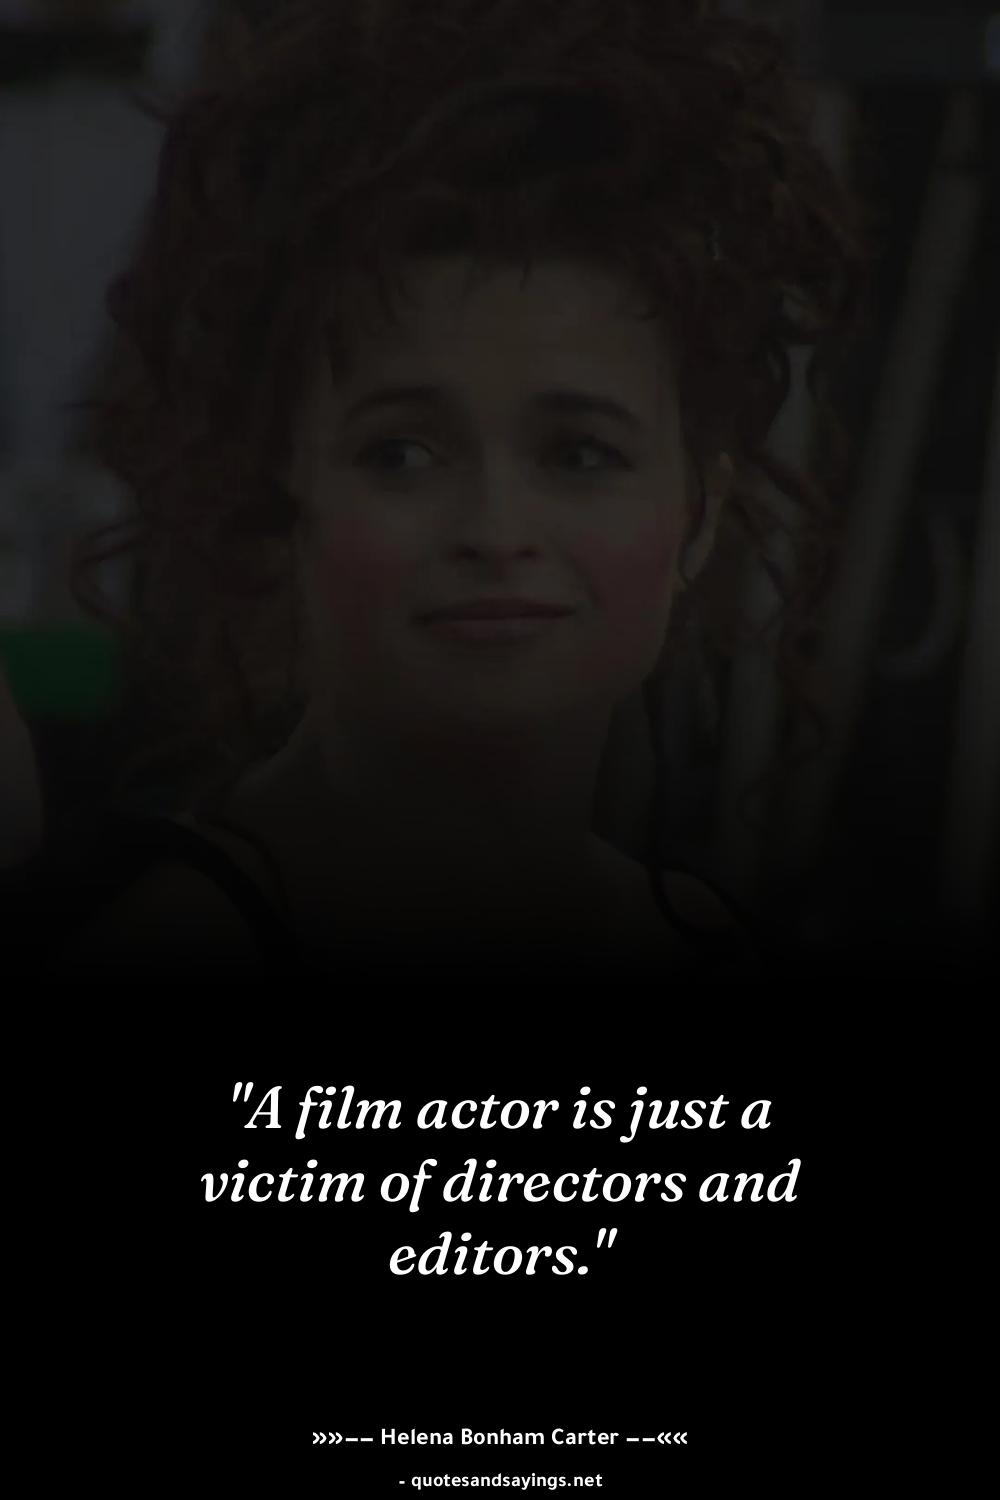 "A film actor is just a
victim of directors and
editors."
»»−− Helena Bonham Carter −−««
- quotesandsayings.net